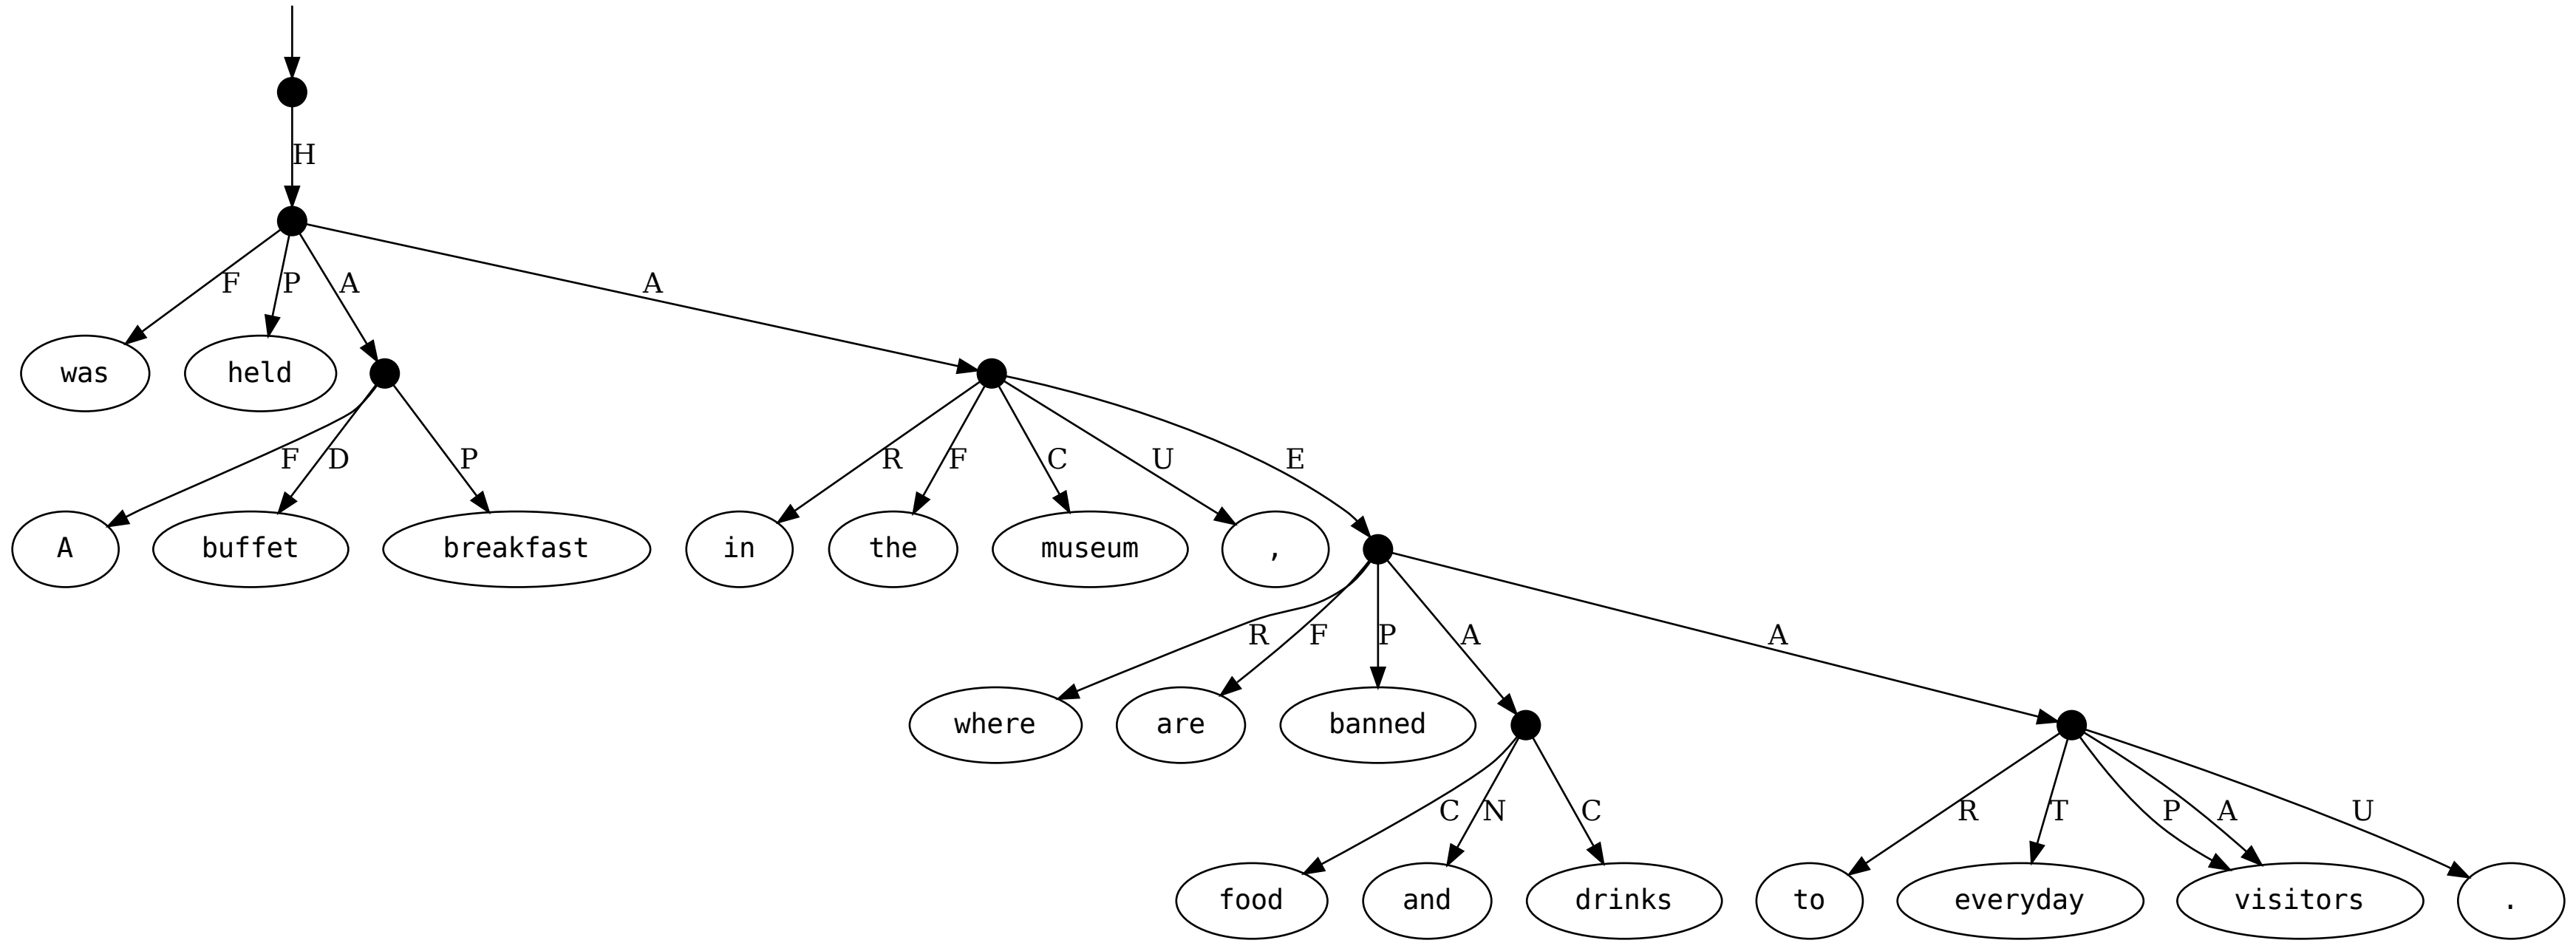 H
F P A A
was held
F D P R F C U E
A buffet breakfast in the museum ,
R F P A A
where are banned
C N C R T P A U
food and drinks to everyday visitors .